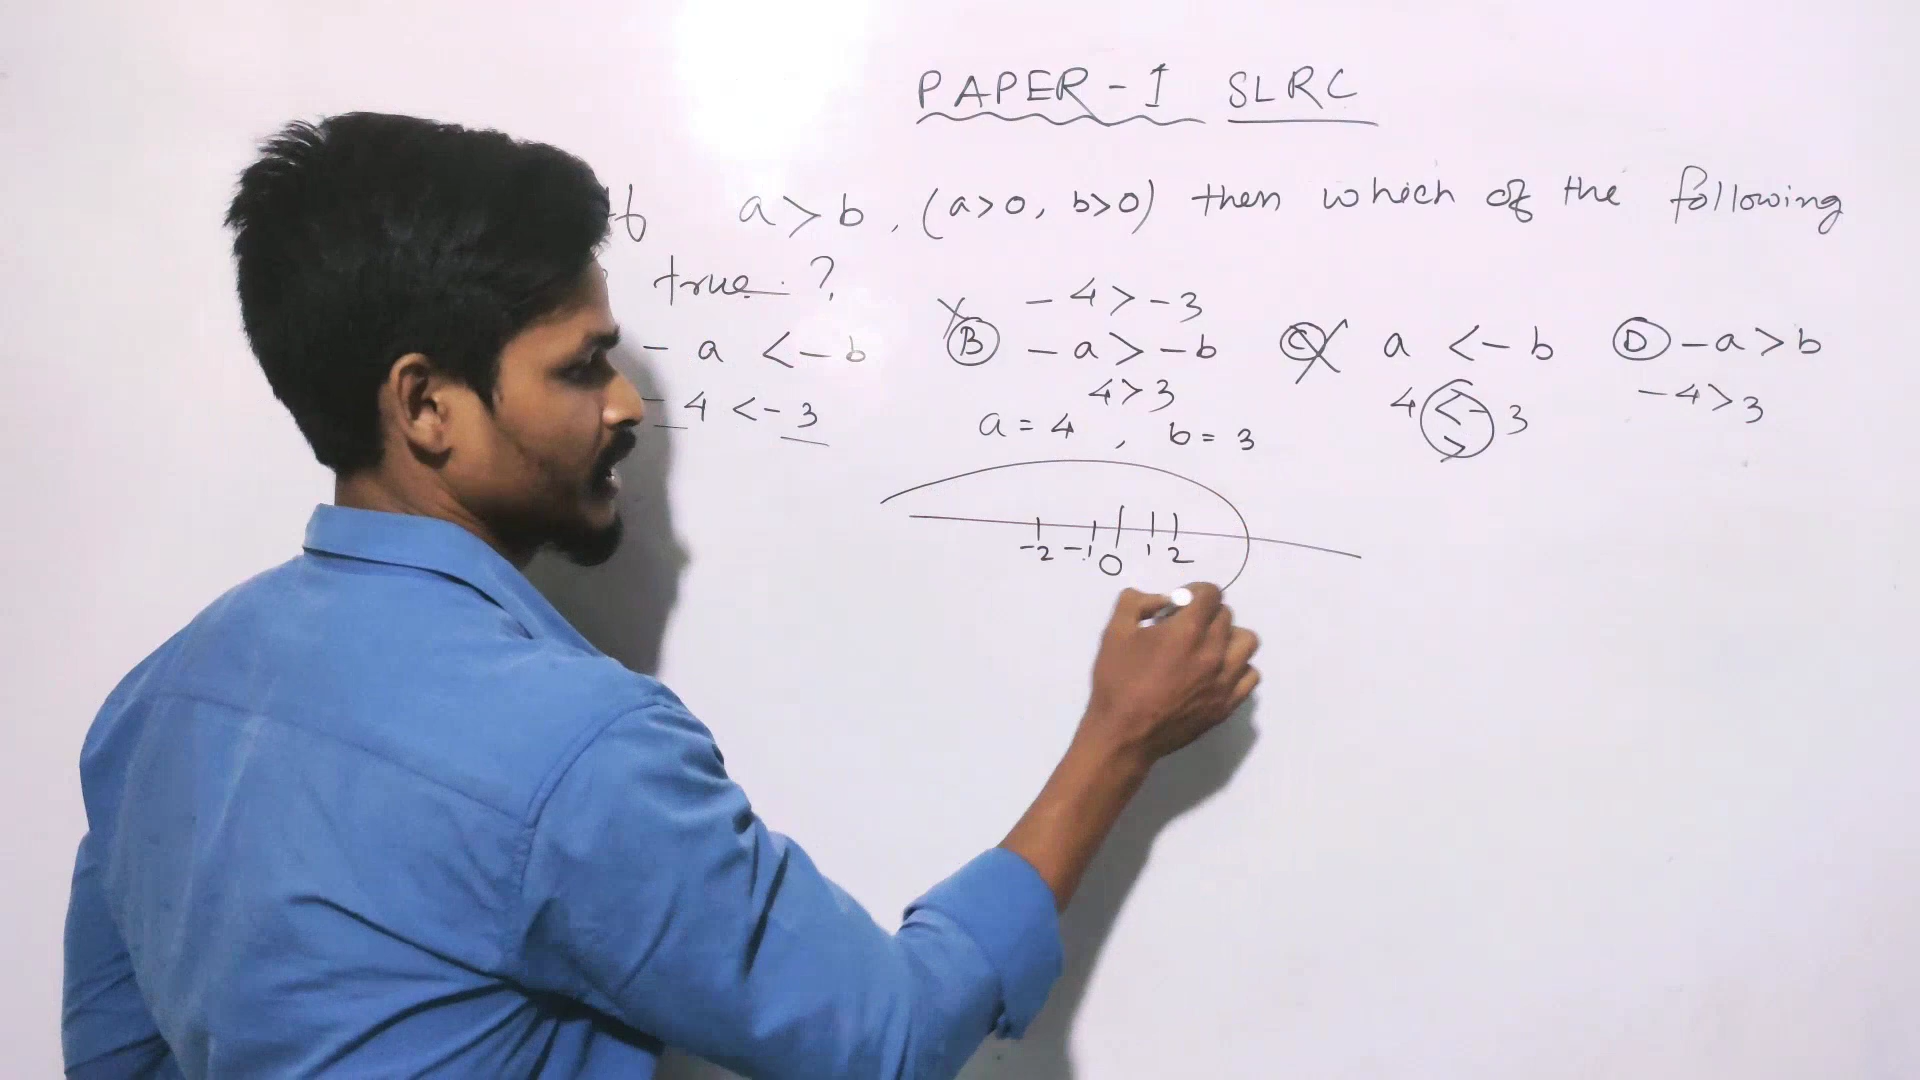 PAPER-I SLRC
If a>b, (a>0, b>0) then which of the following
true ?
-4>-3
-a <-b (B) -a>-b (C) a <-b (D) -a>b
-4 <-3 4>3 4 <- 3 -4>3
>
a=4, b=3
-2 -1 0 1 2